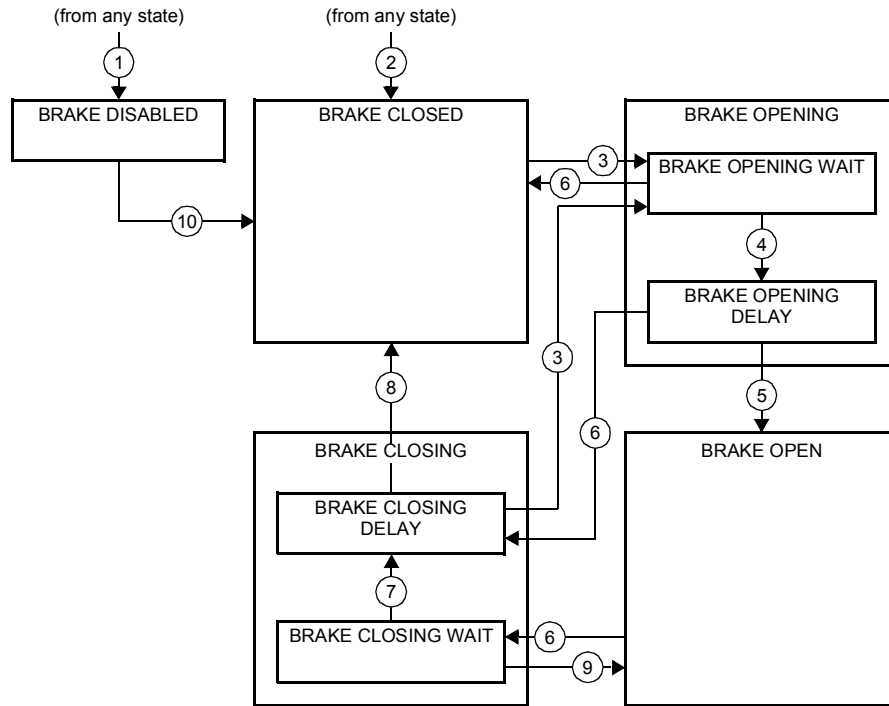 (from any state)
(from any state)
1
2
BRAKE DISABLED
BRAKE CLOSED
BRAKE OPENING
3
BRAKE OPENING WAIT
6
10
4
BRAKE OPENING
DELAY
3
8
5
6
BRAKE CLOSING
BRAKE OPEN
BRAKE CLOSING
DELAY
7
BRAKE CLOSING WAIT
6
9